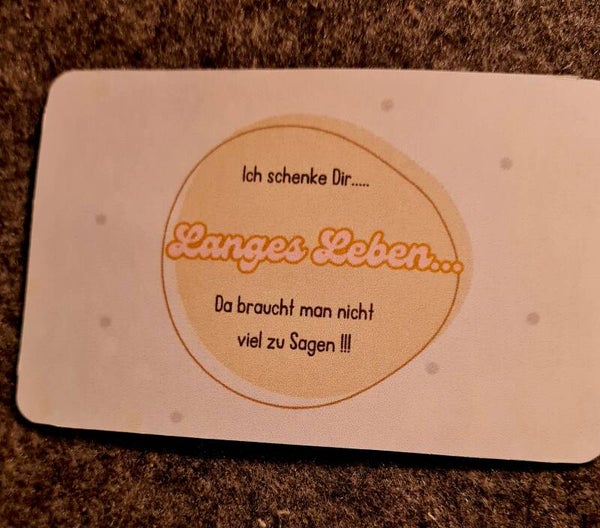 Ich schenke Dir.....
Langes Leben...
Da braucht man nicht
viel zu Sagen !!!